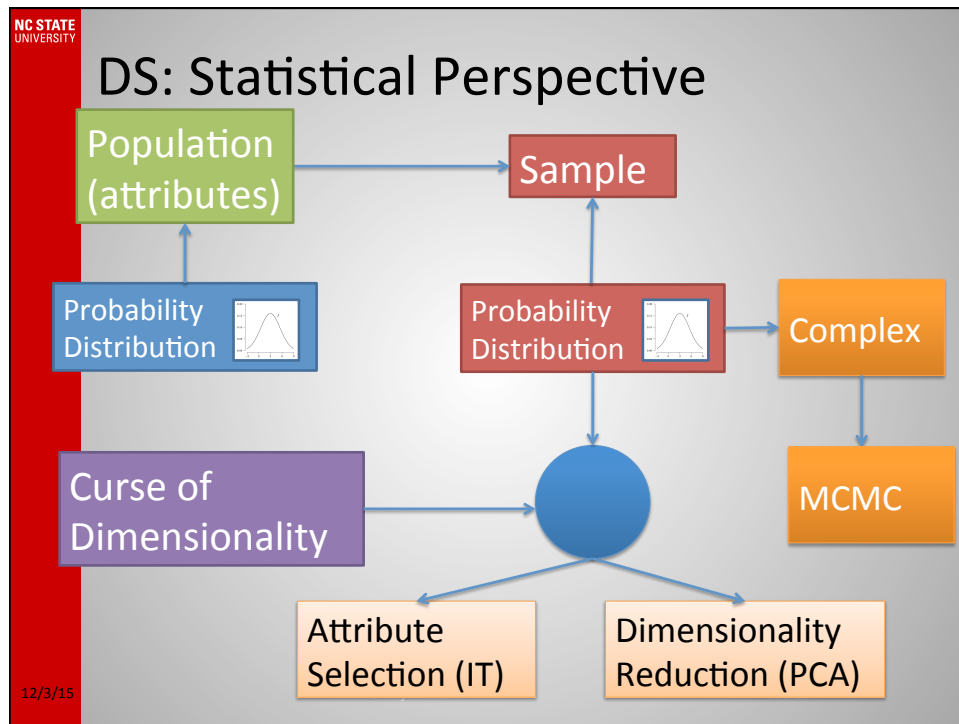 NC STATE
UNIVERSITY
DS: Statistical Perspective
Population
(attributes)
Sample
Probability
Distribution
Probability
Distribution
Complex
Curse of
Dimensionality
MCMC
Attribute
Selection (IT)
Dimensionality
Reduction (PCA)
12/3/15